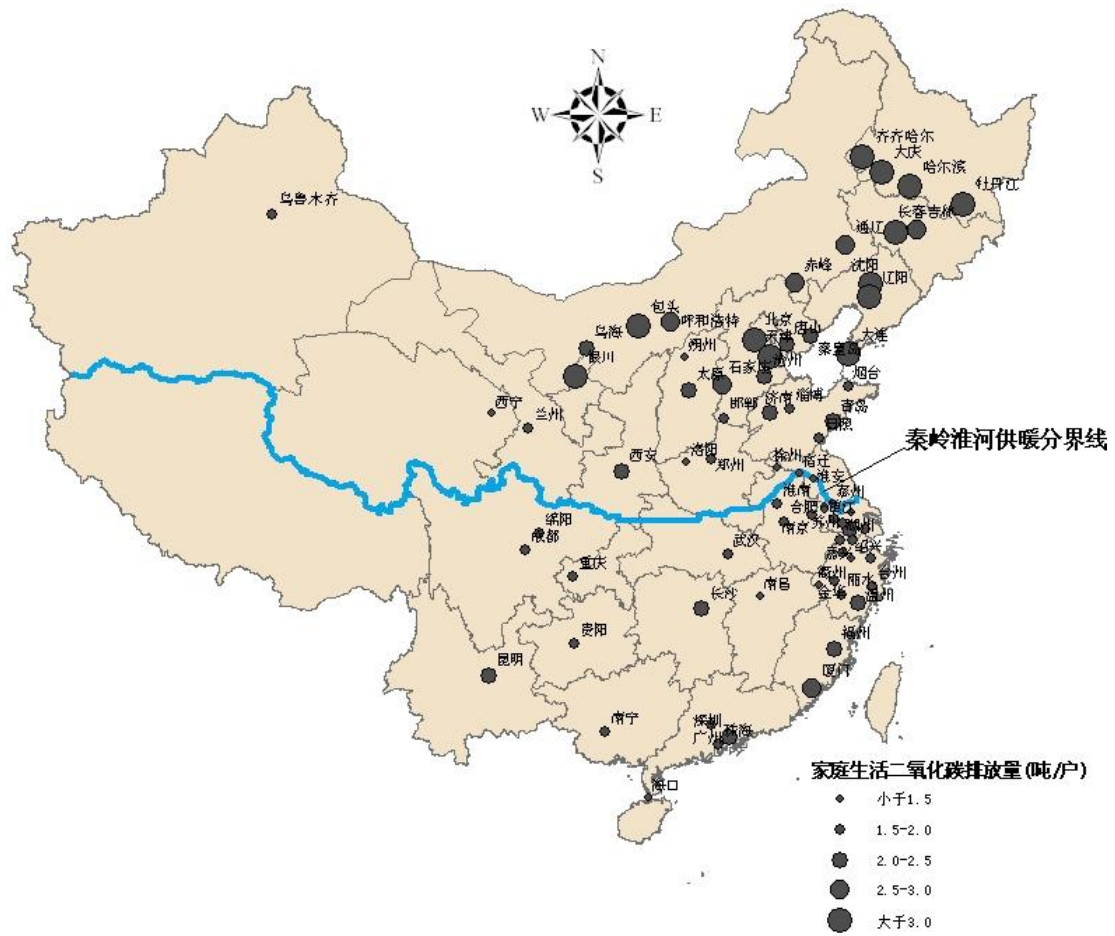 N
W
E
S
齐齐哈尔
大庆
哈尔滨
牡丹江
乌鲁木齐
长春
通辽
赤峰
沈阳
辽阳
包头
呼和浩特
北京
唐山
大连
乌海
天津
秦皇岛
朔州
银川
石家庄
沧州
太原
烟台
西宁
兰州
邯郸
济南
淄博
青岛
日照
秦岭淮河供暖分界线
西安
洛阳
郑州
徐州
宿迁
淮安
淮南
泰州
合肥
绵阳
南京
成都
武汉
重庆
绍兴
台州
衢州
丽水
南昌
金华
长沙
温州
贵阳
福州
昆明
厦门
南宁
深圳
珠海
广州
海口
家庭生活二氧化碳排放量(吨/户)
小于1.5
1.5-2.0
2.0-2.5
2.5-3.0
大于3.0